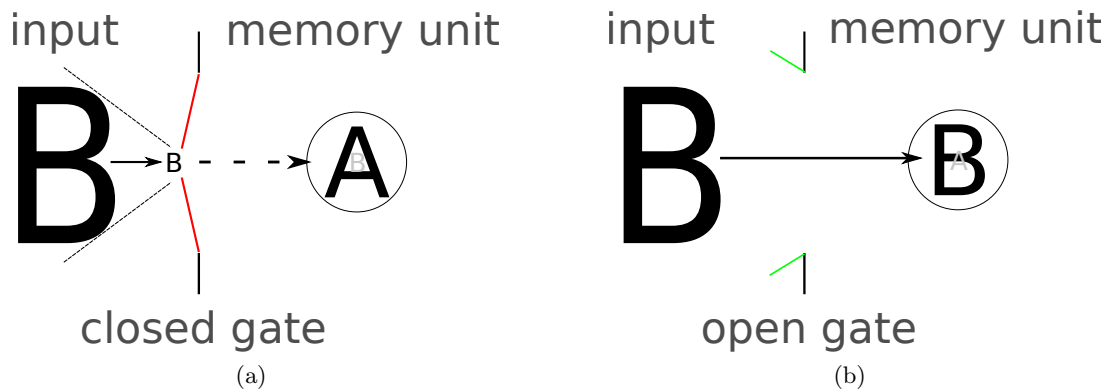 input memory unit
B B A B
closed gate
(a)
input memory unit
B B A
open gate
(b)